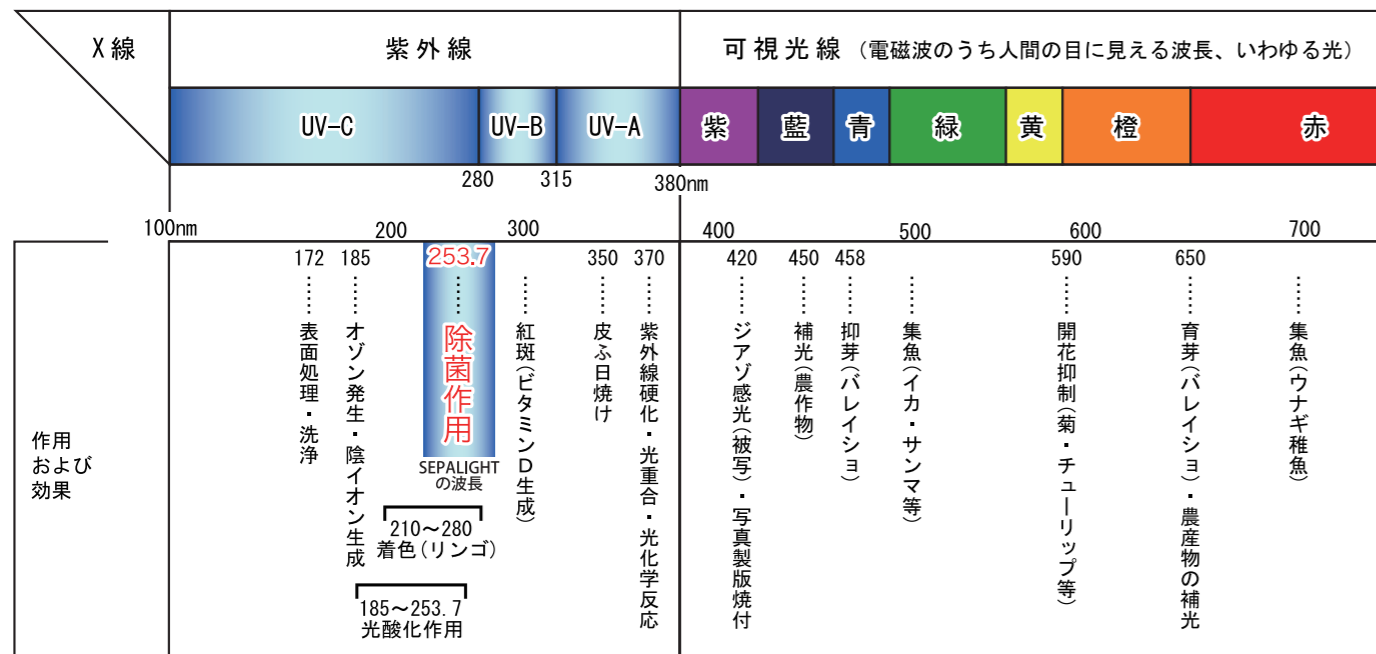 X線
紫外線
可視光線（電磁波のうち人間の目に見える波長、いわゆる光）
UV-C
UV-B
UV-A
紫
藍
青
緑
黄
橙
赤
280
315
380nm
100nm
200
300
400
500
600
700
作用
および
効果
172
表面処理・洗浄
185
オゾン発生・陰イオン生成
253.7
除菌作用
SEPALIGHT
の波長
210～280
着色(リンゴ)
185～253.7
光酸化作用
紅斑(ビタミンD生成)
350
皮ふ日焼け
370
紫外線硬化・光重合・光化学反応
420
ジアゾ感光(被写)・写真製版焼付
450
補光(農作物)
458
抑芽(バレイショ)
集魚(イカ・サンマ等)
590
開花抑制(菊・チューリップ等)
650
育芽(バレイショ)・農産物の補光
集魚(ウナギ稚魚)